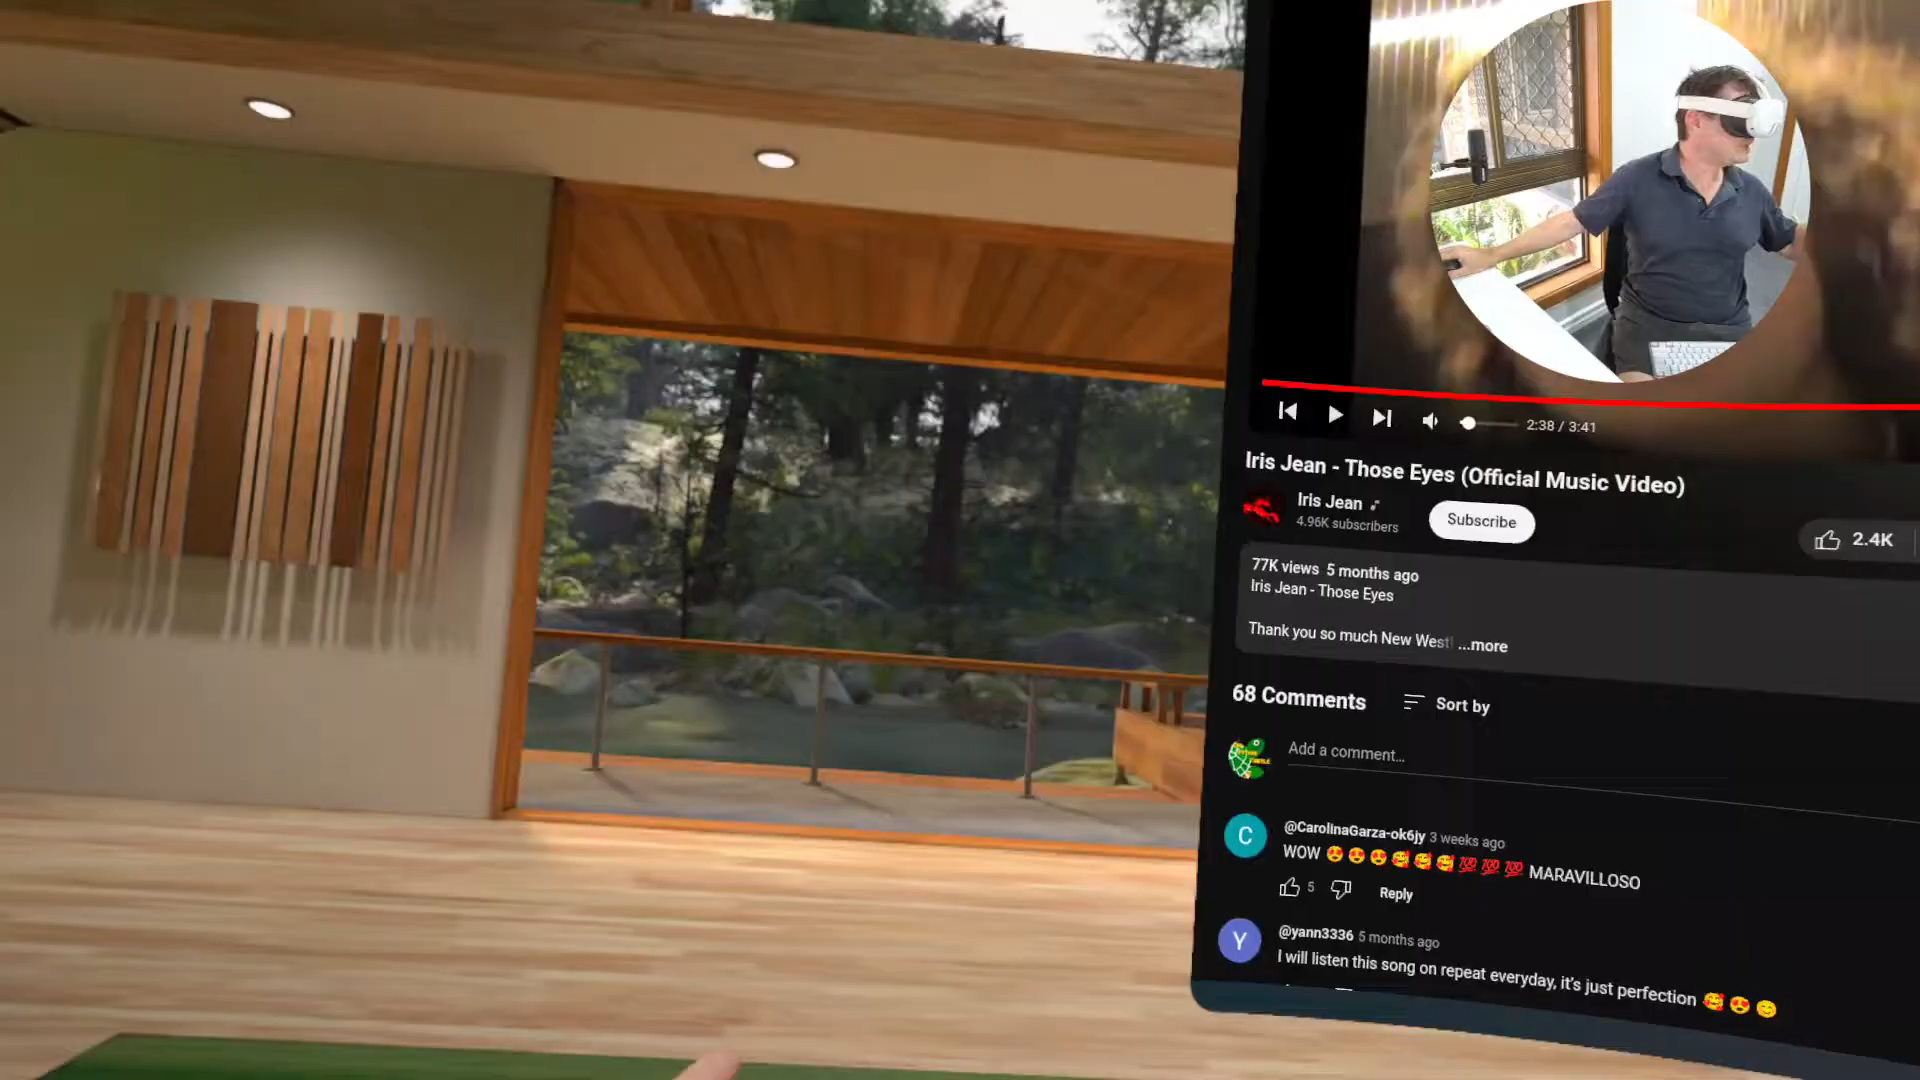 2:38 / 3:41
Iris Jean - Those Eyes (Official Music Video)
Iris Jean
4.96K subscribers
Subscribe
2.4K
77K views 5 months ago
Iris Jean - Those Eyes
Thank you so much New West! ...more
68 Comments
Sort by
Add a comment...
C
@CarolinaGarza-ok6jy 3 weeks ago
WOW 😍😍😍🥰🥰🥰💯💯💯 MARAVILLOSO
5
Reply
Y
@yann3336 5 months ago
I will listen this song on repeat everyday, it's just perfection 🥰😍😊